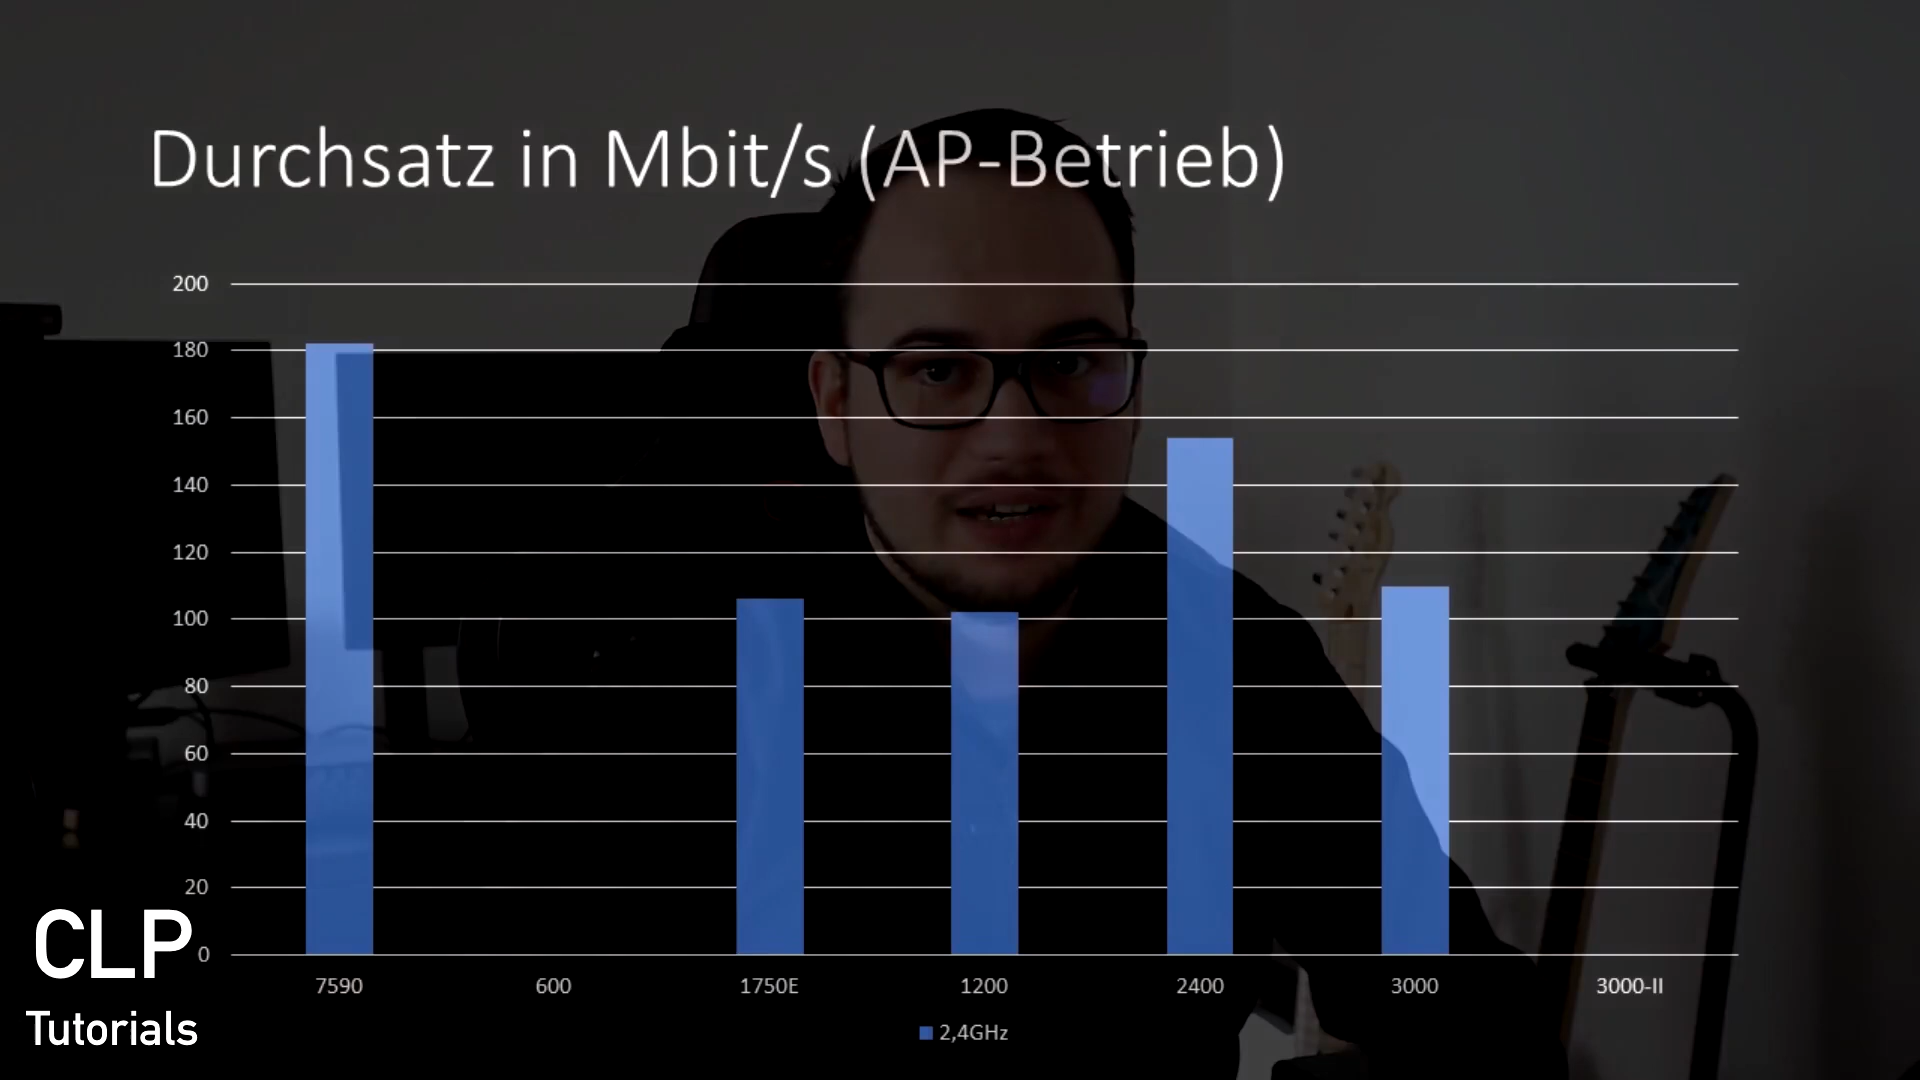 Durchsatz in Mbit/s (AP-Betrieb)
200
180
160
140
120
100
80
60
40
20
0
7590 600 1750E 1200 2400 3000 3000-II
2,4GHz
CLP
Tutorials